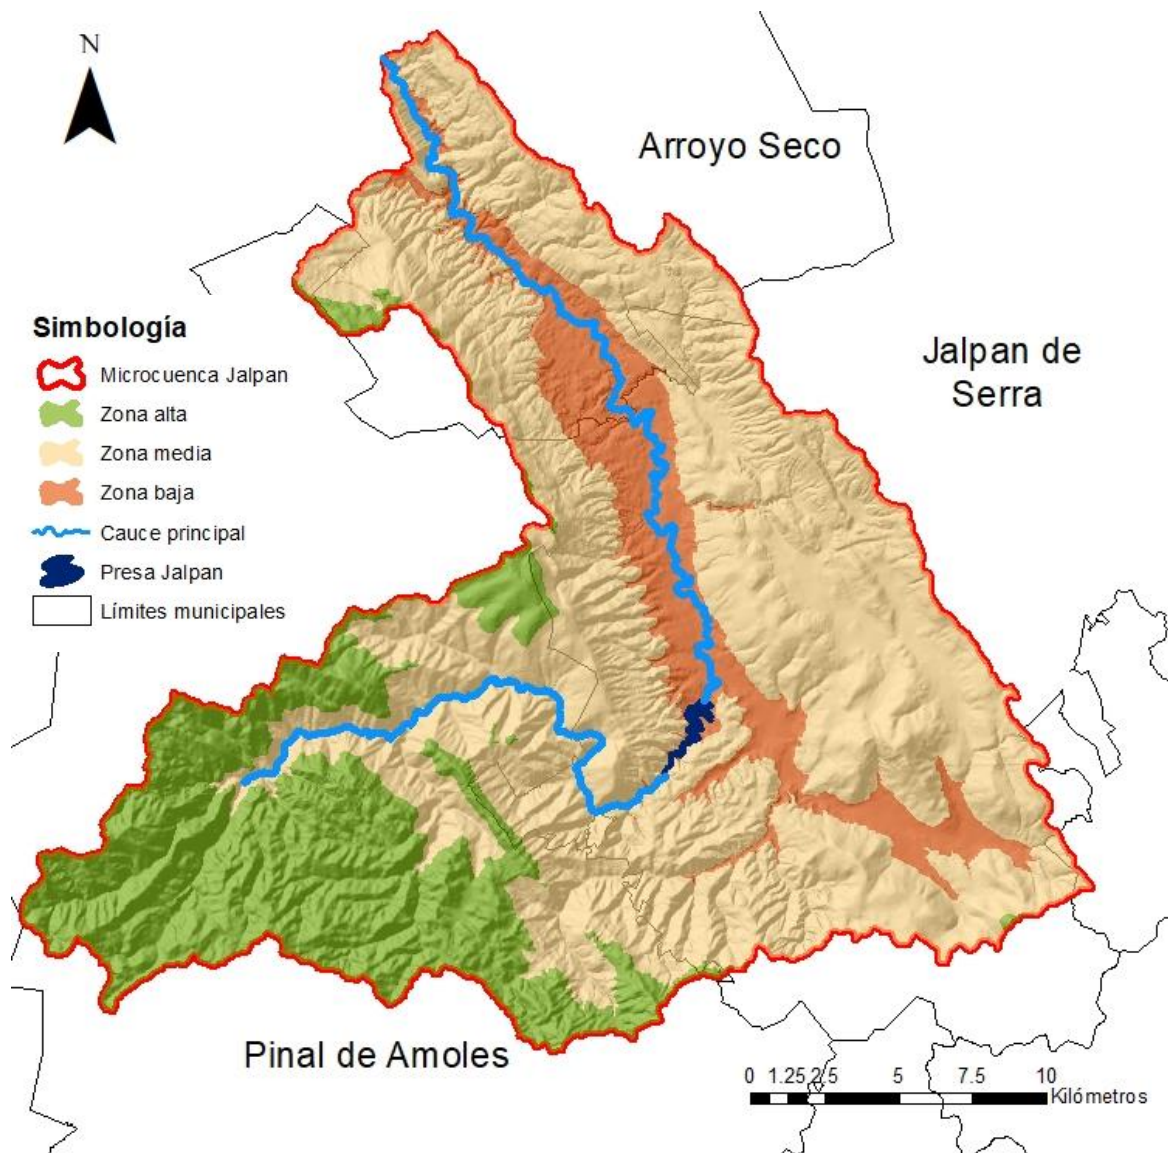 N
Arroyo Seco
Jalpan de
Serra
Simbología
Microcuenca Jalpan
Zona alta
Zona media
Zona baja
Cauce principal
Presa Jalpan
Límites municipales
Pinal de Amoles
0 1.25 2.5 5 7.5 10
Kilómetros